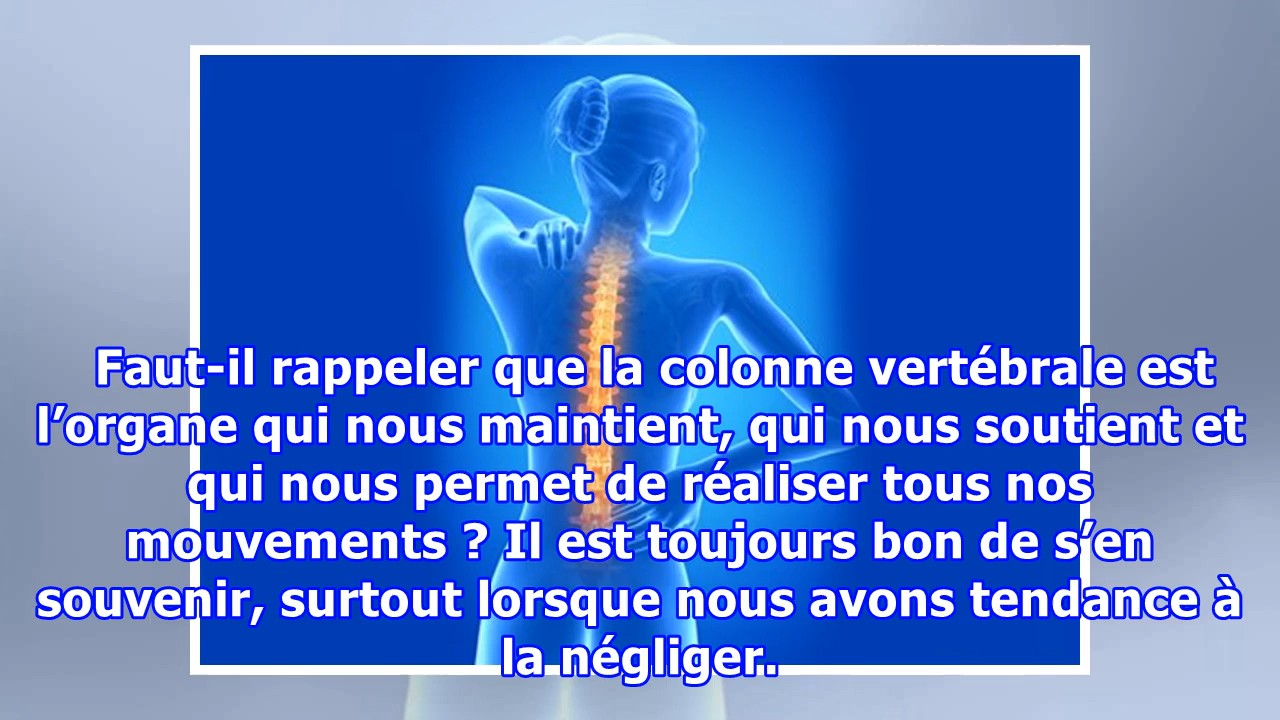 Faut-il rappeler que la colonne vertébrale est
l’organe qui nous maintient, qui nous soutient et
qui nous permet de réaliser tous nos
mouvements ? Il est toujours bon de s’en
souvenir, surtout lorsque nous avons tendance à
la négliger.